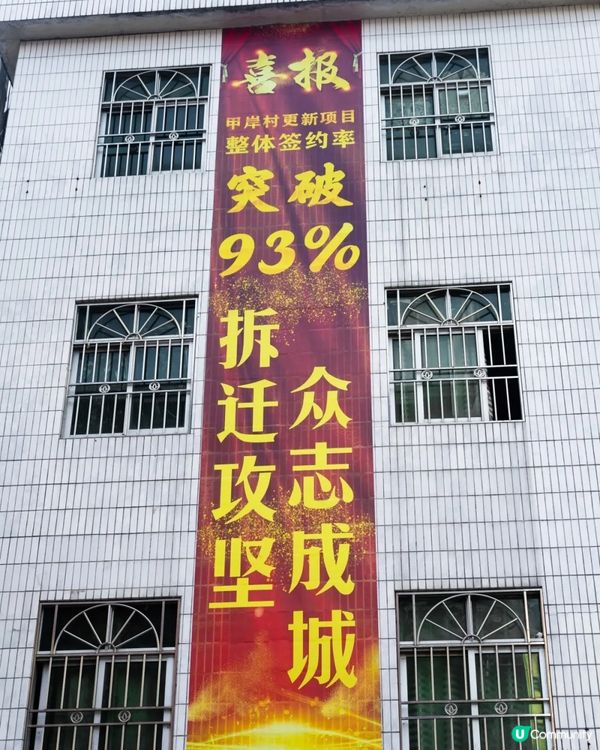 喜报
甲岸村更新项目
整体签约率
突破
93%
拆迁攻坚
众志成城
U Community